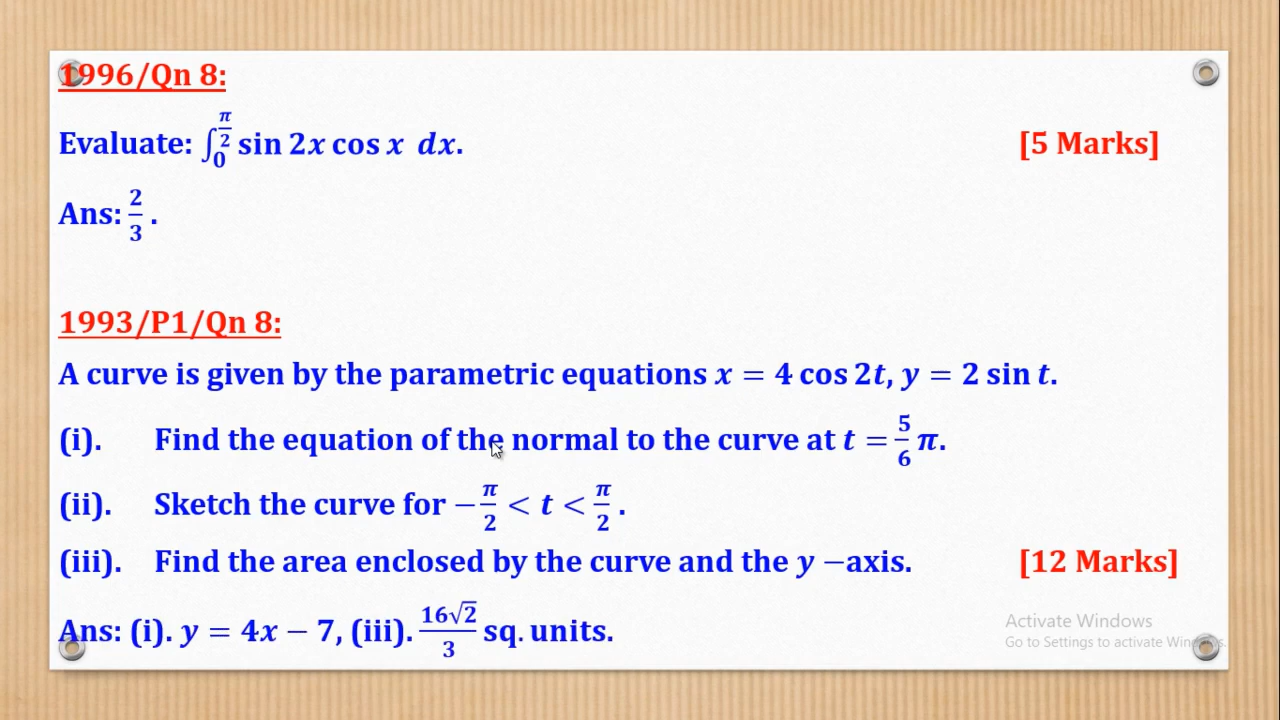 1996/Qn 8:
Evaluate: ∫₀^(π/2) sin 2x cos x dx. [5 Marks]
Ans: 2/3 .
1993/P1/Qn 8:
A curve is given by the parametric equations x = 4 cos 2t, y = 2 sin t.
(i). Find the equation of the normal to the curve at t = 5/6 π.
(ii). Sketch the curve for −π/2 < t < π/2 .
(iii). Find the area enclosed by the curve and the y −axis. [12 Marks]
Ans: (i). y = 4x − 7, (iii). 16√2/3 sq. units.
Activate Windows
Go to Settings to activate Windows.